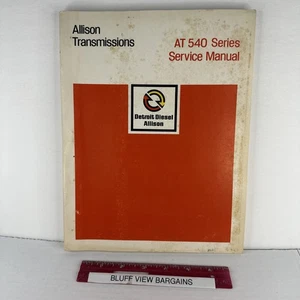 Allison
Transmissions
AT 540 Series
Service Manual
Detroit Diesel
Allison
BLUFF VIEW BARGAINS